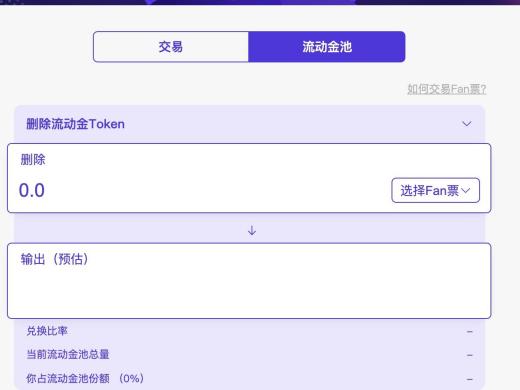 交易 流动金池
如何交易Fan票?
删除流动金Token
删除
0.0 选择Fan票
输出（预估）
兑换比率 –
当前流动金池总量 –
你占流动金池份额 （0%） –